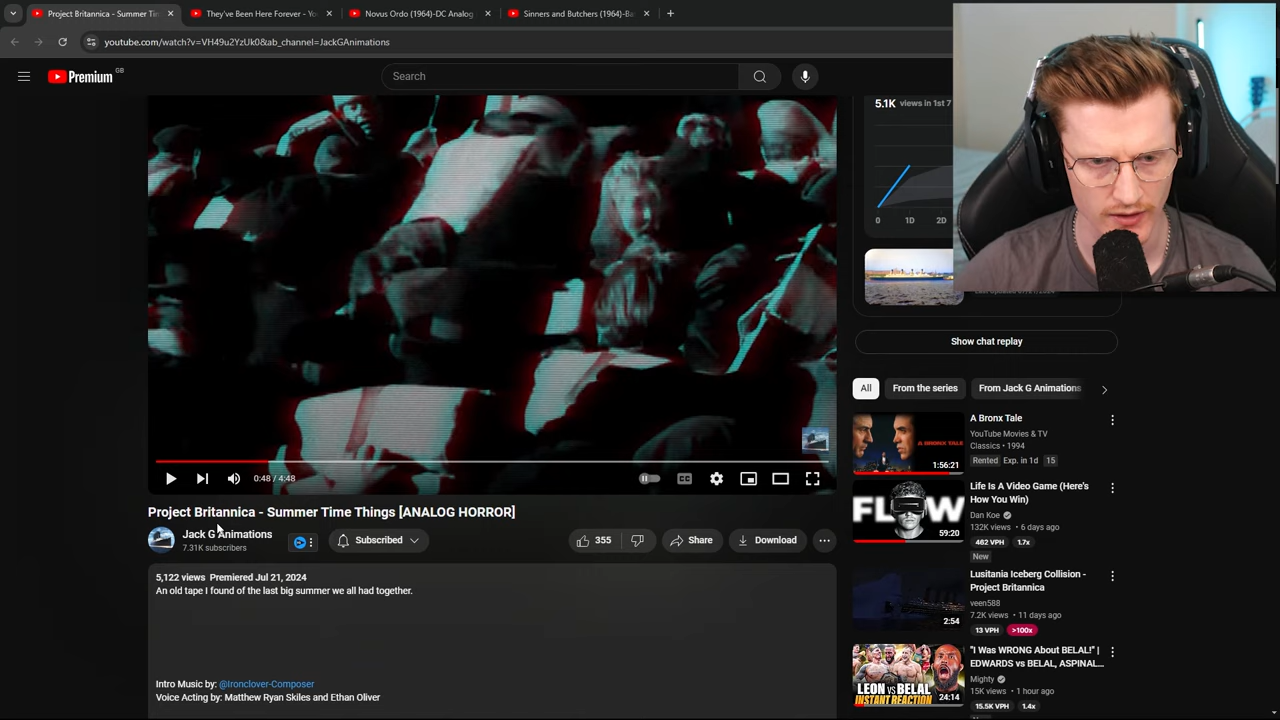 Project Britannica - Summer Tim
They've Been Here Forever - Yo
Novus Ordo (1964)-DC Analog
Sinners and Butchers (1964)-Ba
youtube.com/watch?v=VH49u2YzUk0&ab_channel=JackGAnimations
Premium GB
Search
5.1K views in 1st 7
0 1D 2D
Show chat replay
All
From the series
From Jack G Animations
A Bronx Tale
YouTube Movies & TV
Classics • 1994
Rented Exp. in 1d 15
1:56:21
Life Is A Video Game (Here's
How You Win)
Dan Koe
132K views • 6 days ago
462 VPH 1.7x
New
FLOW
59:20
Lusitania Iceberg Collision -
Project Britannica
veen588
7.2K views • 11 days ago
13 VPH >100x
2:54
"I Was WRONG About BELAL!" |
EDWARDS vs BELAL, ASPINAL...
Mighty
15K views • 1 hour ago
15.5K VPH 1.4x
LEON VS BELAL
INSTANT REACTION
24:14
0:48 / 4:48
CC
Project Britannica - Summer Time Things [ANALOG HORROR]
Jack G Animations
7.31K subscribers
Subscribed
355
Share
Download
5,122 views Premiered Jul 21, 2024
An old tape I found of the last big summer we all had together.
Intro Music by: @Ironclover-Composer
Voice Acting by: Matthew Ryan Skiles and Ethan Oliver